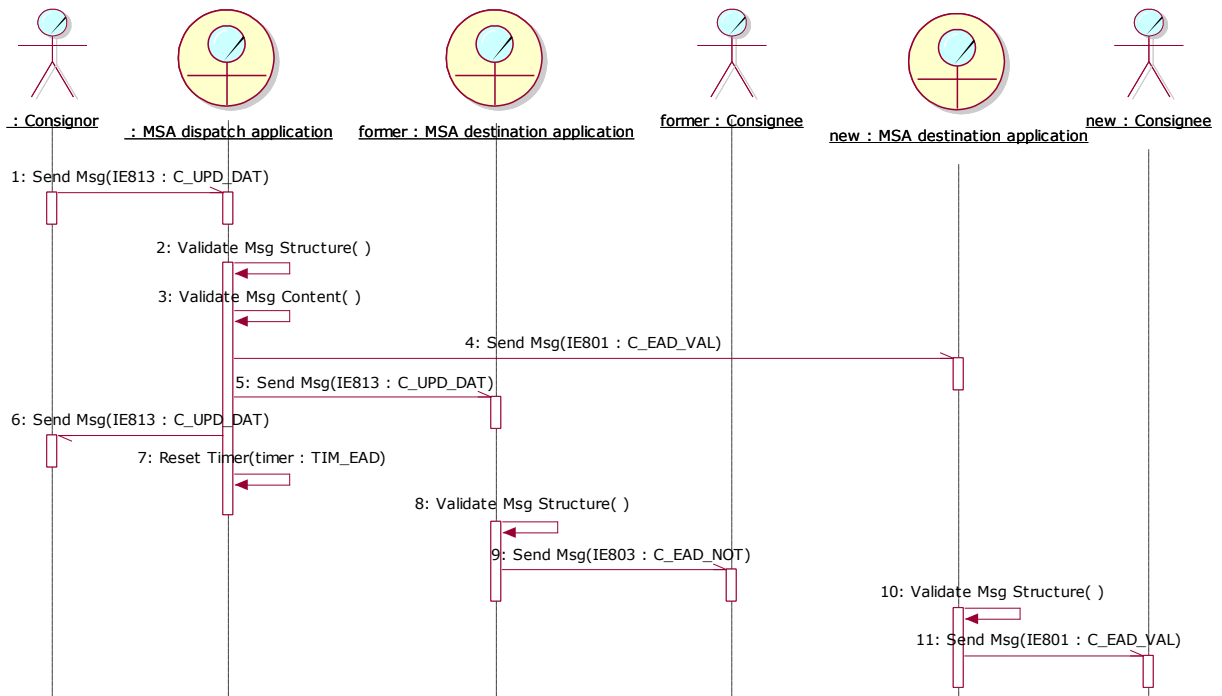 : Consignor
: MSA dispatch application
former : MSA destination application
former : Consignee
new : MSA destination application
new : Consignee
1: Send Msg(IE813 : C_UPD_DAT)
2: Validate Msg Structure( )
3: Validate Msg Content( )
4: Send Msg(IE801 : C_EAD_VAL)
5: Send Msg(IE813 : C_UPD_DAT)
6: Send Msg(IE813 : C_UPD_DAT)
7: Reset Timer(timer : TIM_EAD)
8: Validate Msg Structure( )
9: Send Msg(IE803 : C_EAD_NOT)
10: Validate Msg Structure( )
11: Send Msg(IE801 : C_EAD_VAL)